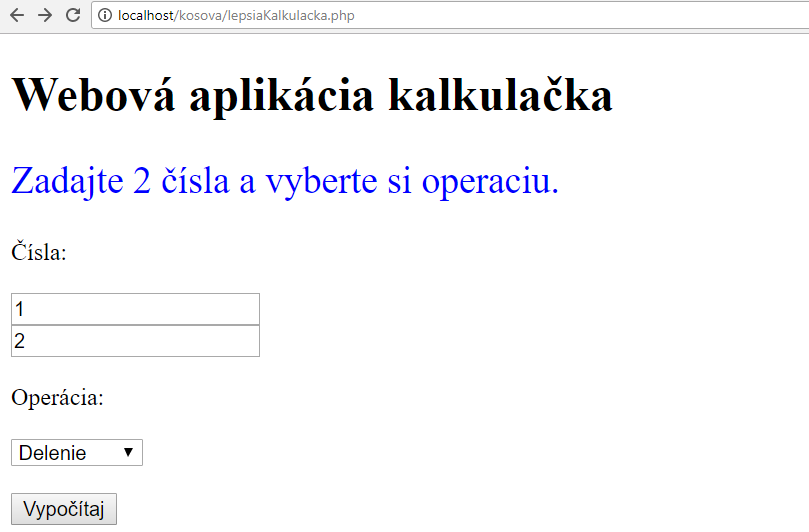 localhost/kosova/lepsiaKalkulacka.php
Webová aplikácia kalkulačka
Zadajte 2 čísla a vyberte si operaciu.
Čísla:
1
2
Operácia:
Delenie
Vypočítaj